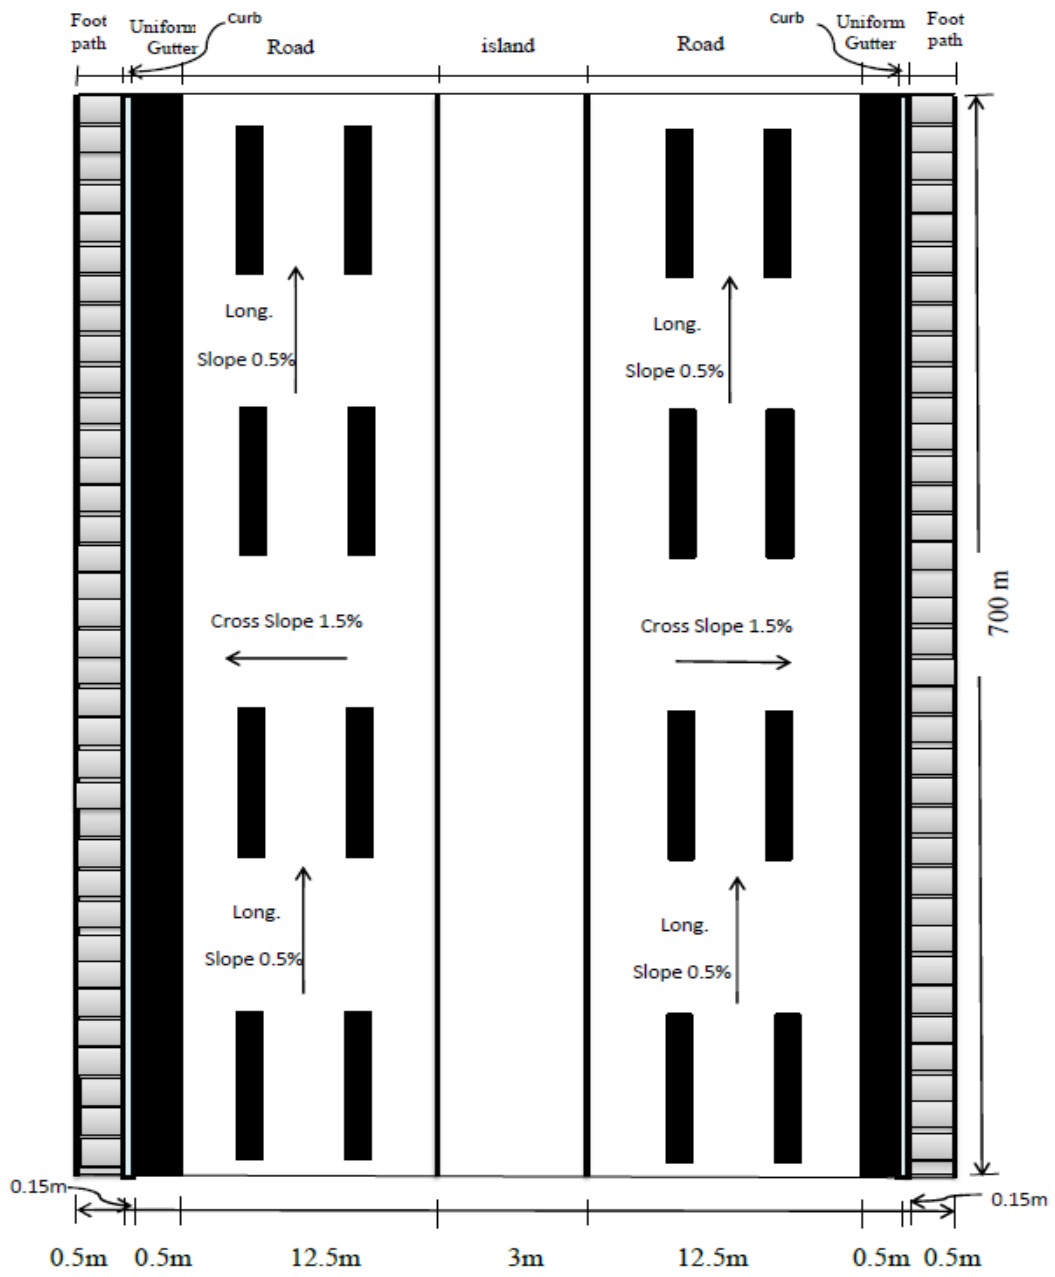 Foot
path
Uniform
Gutter
Curb
Road
island
Road
Curb
Uniform
Gutter
Foot
path
Long.
Slope 0.5%
Long.
Slope 0.5%
700 m
Cross Slope 1.5%
Cross Slope 1.5%
Long.
Slope 0.5%
Long.
Slope 0.5%
0.15m
0.15m
0.5m 0.5m 12.5m 3m 12.5m 0.5m 0.5m